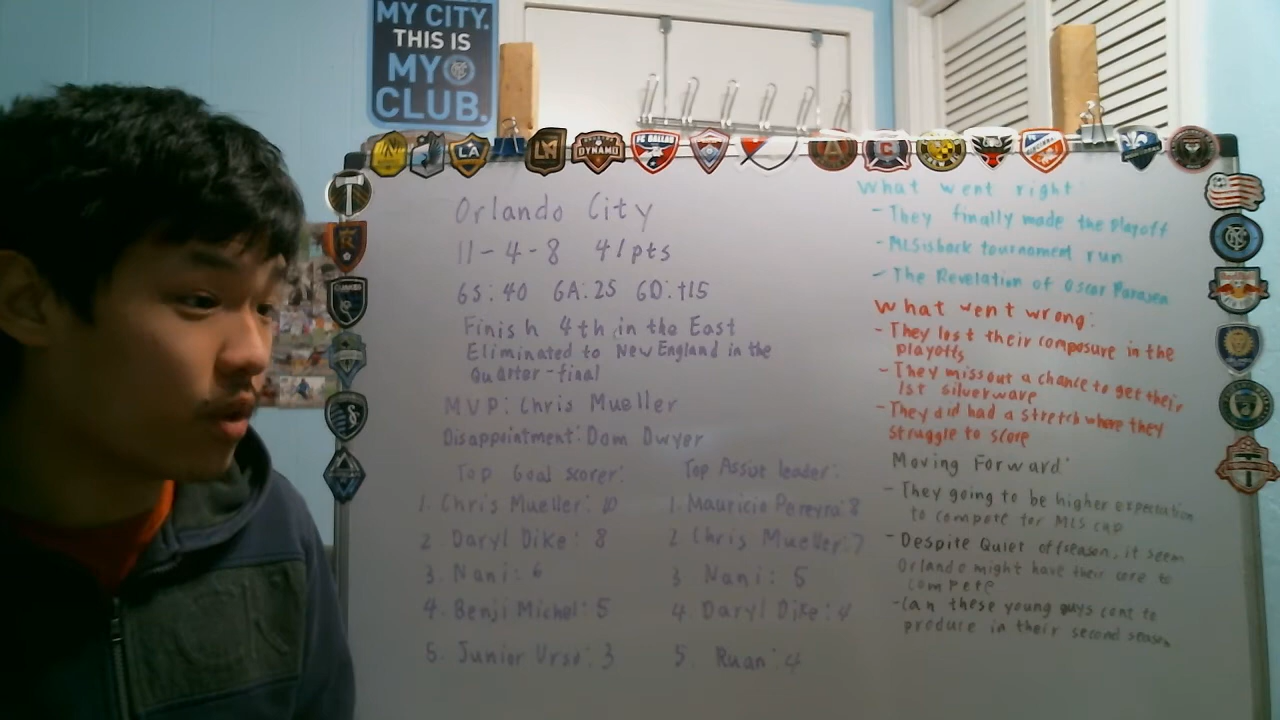 MY CITY.
THIS IS
MY
CLUB.
LA
DYNAMO
FC DALLAS
Orlando City
11-4-8 41pts
GS: 40 GA: 25 GD: +15
Finish 4th in the East
Eliminated to New England in the
Quarter-final
MVP: Chris Mueller
Disappointment: Dom Dwyer
Top Goal scorer:
1. Chris Mueller: 10
2 Daryl Dike: 8
3. Nani: 6
4. Benji Michel: 5
5. Junior Urso: 3
Top Assist leader:
1. Mauricio Pereyra: 8
2 Chris Mueller: 7
3 Nani: 5
4. Daryl Dike: 4
5. Ruan: 4
What went right
- They finally made the Playoff
- MLSisback tournament run
- The Revelation of Oscar Pareja
What went wrong:
- They lost their composure in the
playoffs
- They miss out a chance to get their
1st silverware
- They did had a stretch where they
struggle to score
Moving Forward:
- They going to be higher expectation
to compete for MLS cup
- Despite Quiet offseason, it seem
Orlando might have their core to
compete
- Can these young guys cont to
produce in their second season